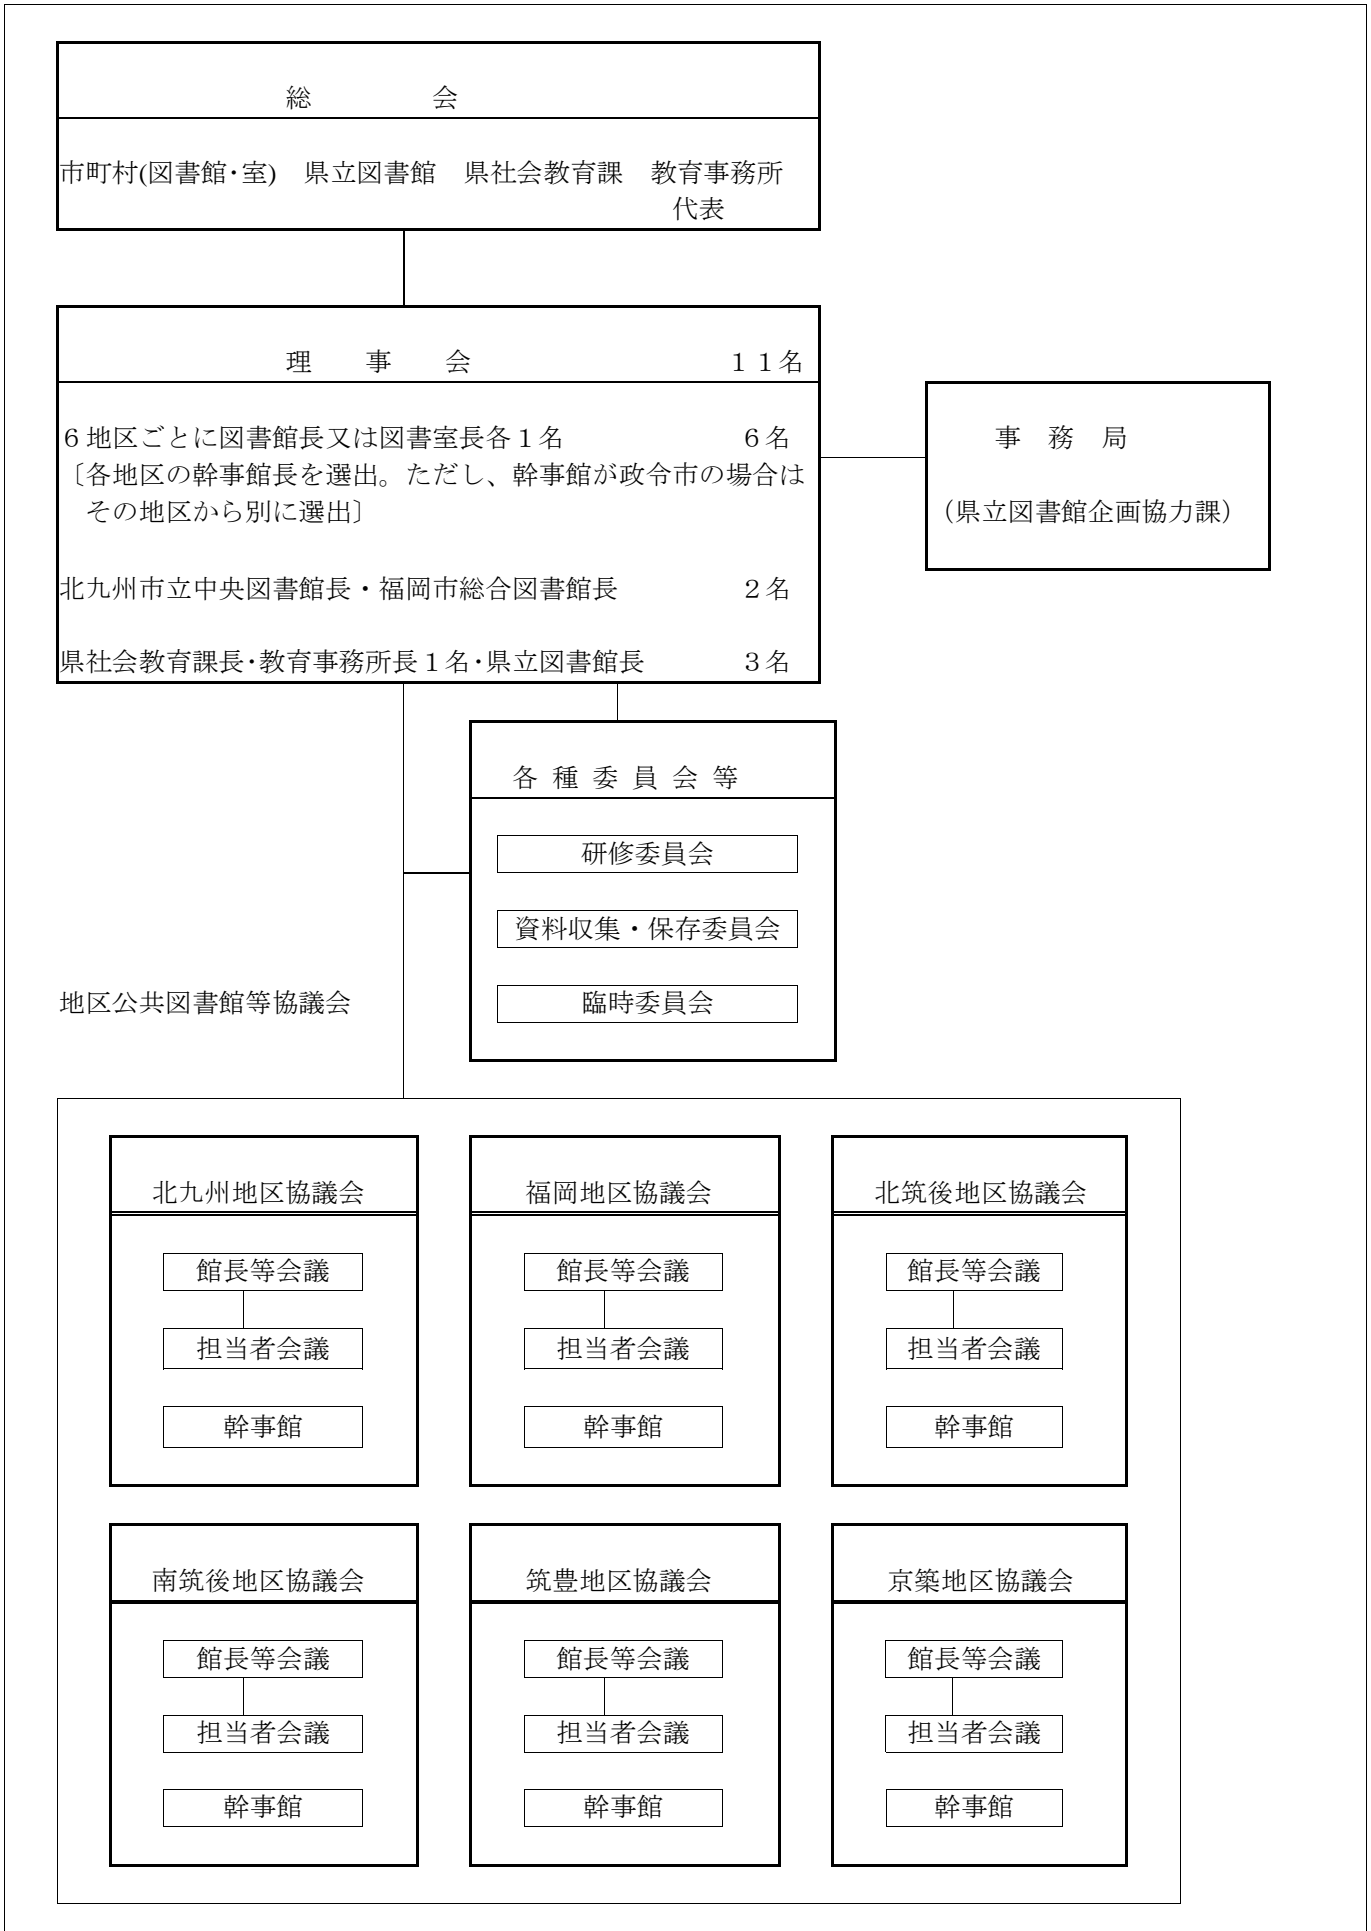 総　　会
市町村(図書館･室)　県立図書館　県社会教育課　教育事務所
代表
理　事　会　　１１名
６地区ごとに図書館長又は図書室長各１名　　６名
〔各地区の幹事館長を選出。ただし、幹事館が政令市の場合は
その地区から別に選出〕
北九州市立中央図書館長・福岡市総合図書館長　　２名
県社会教育課長･教育事務所長１名･県立図書館長　　３名
事　務　局
（県立図書館企画協力課）
各 種 委 員 会 等
研修委員会
資料収集・保存委員会
臨時委員会
地区公共図書館等協議会
北九州地区協議会
館長等会議
担当者会議
幹事館
福岡地区協議会
館長等会議
担当者会議
幹事館
北筑後地区協議会
館長等会議
担当者会議
幹事館
南筑後地区協議会
館長等会議
担当者会議
幹事館
筑豊地区協議会
館長等会議
担当者会議
幹事館
京築地区協議会
館長等会議
担当者会議
幹事館